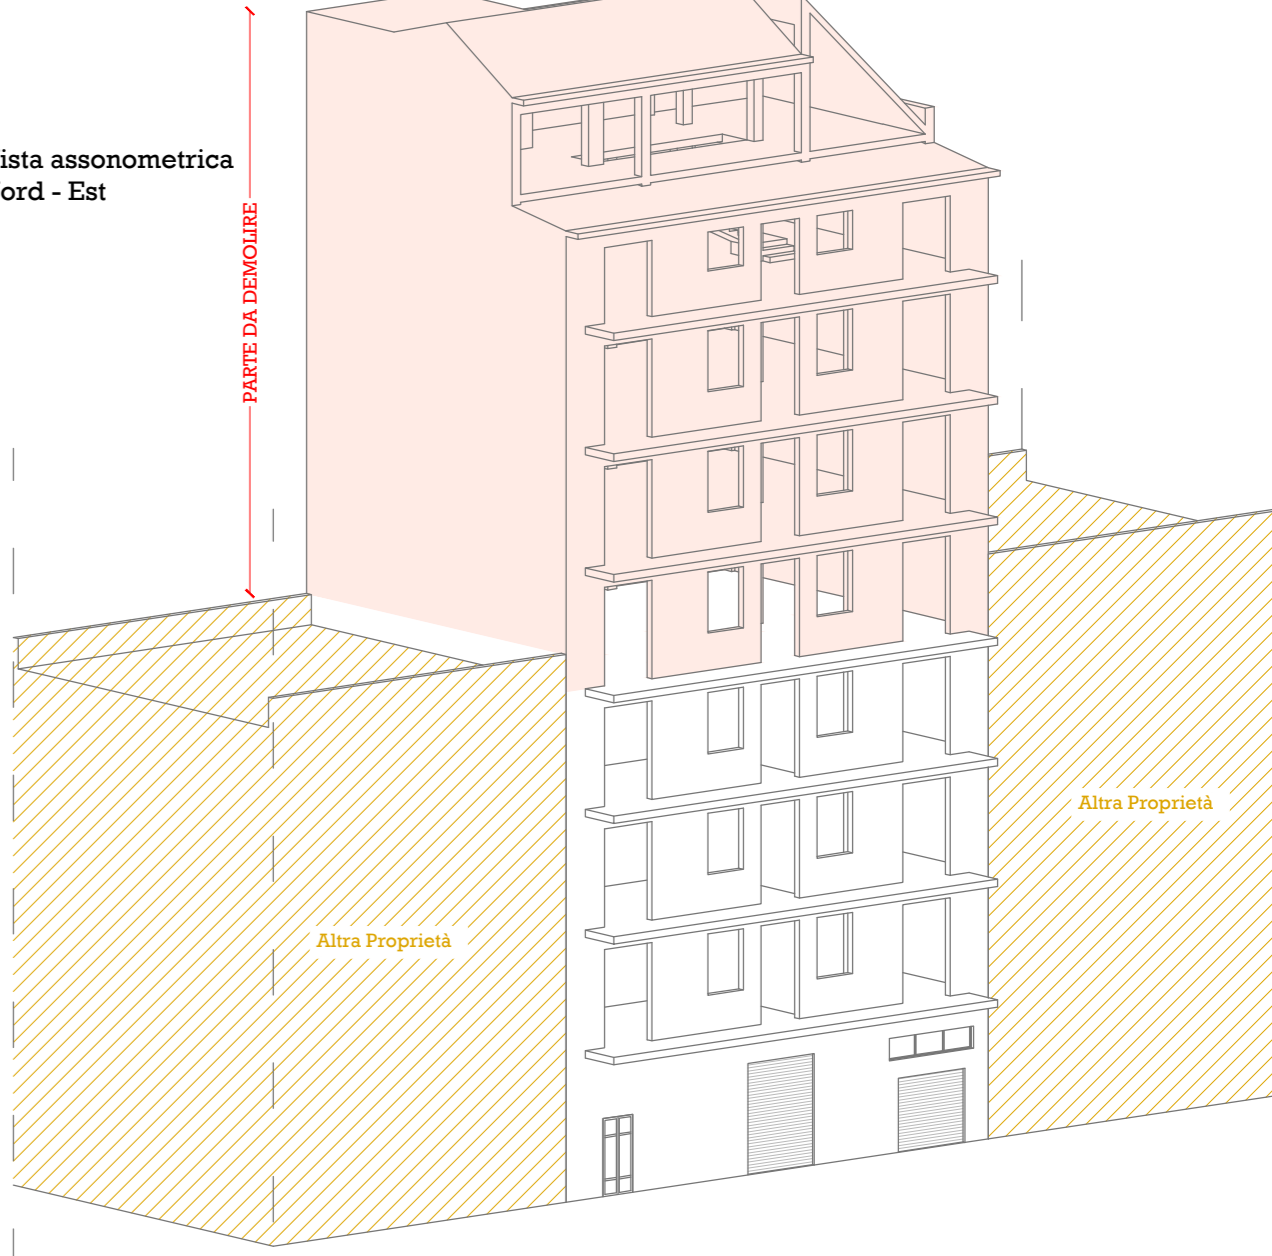 ista assonometrica
ord - Est
PARTE DA DEMOLIRE
Altra Proprietà
Altra Proprietà